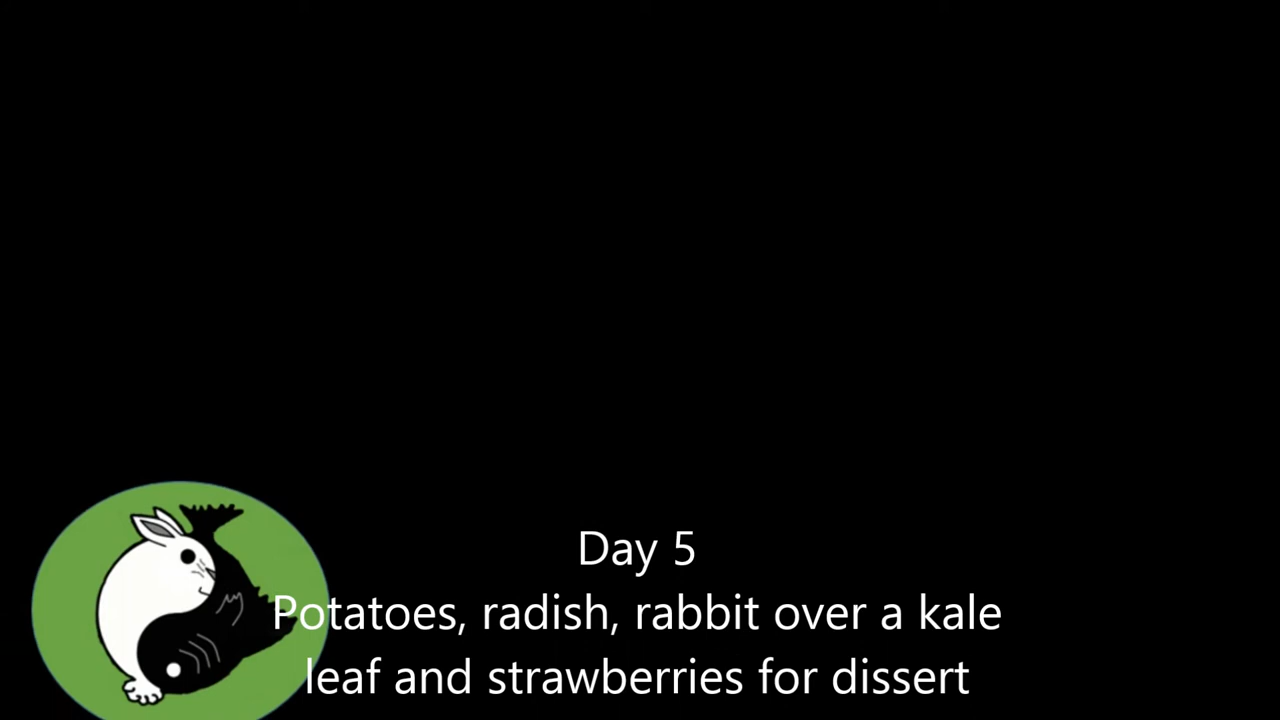 Day 5
Potatoes, radish, rabbit over a kale
leaf and strawberries for dissert